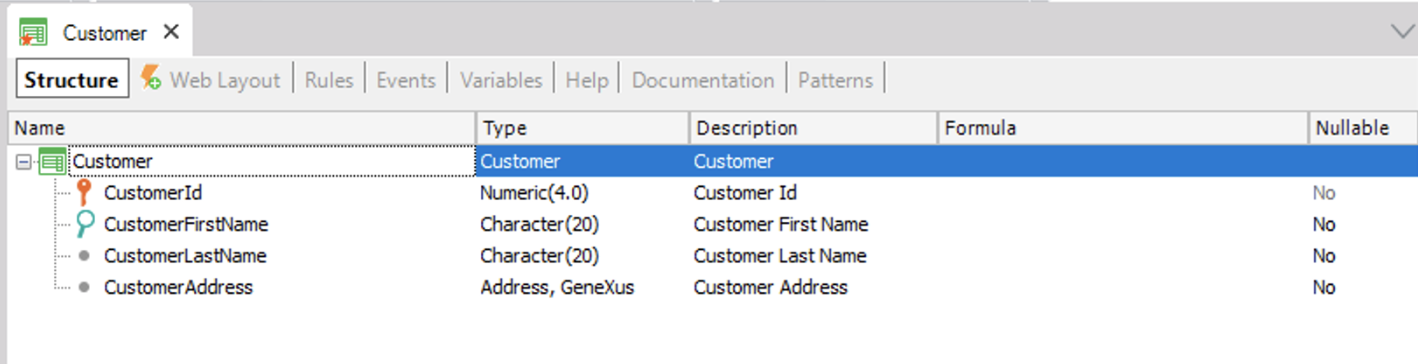 Customer
Structure Web Layout Rules Events Variables Help Documentation Patterns
Name Type Description Formula Nullable
Customer Customer Customer
CustomerId Numeric(4.0) Customer Id No
CustomerFirstName Character(20) Customer First Name No
CustomerLastName Character(20) Customer Last Name No
CustomerAddress Address, GeneXus Customer Address No